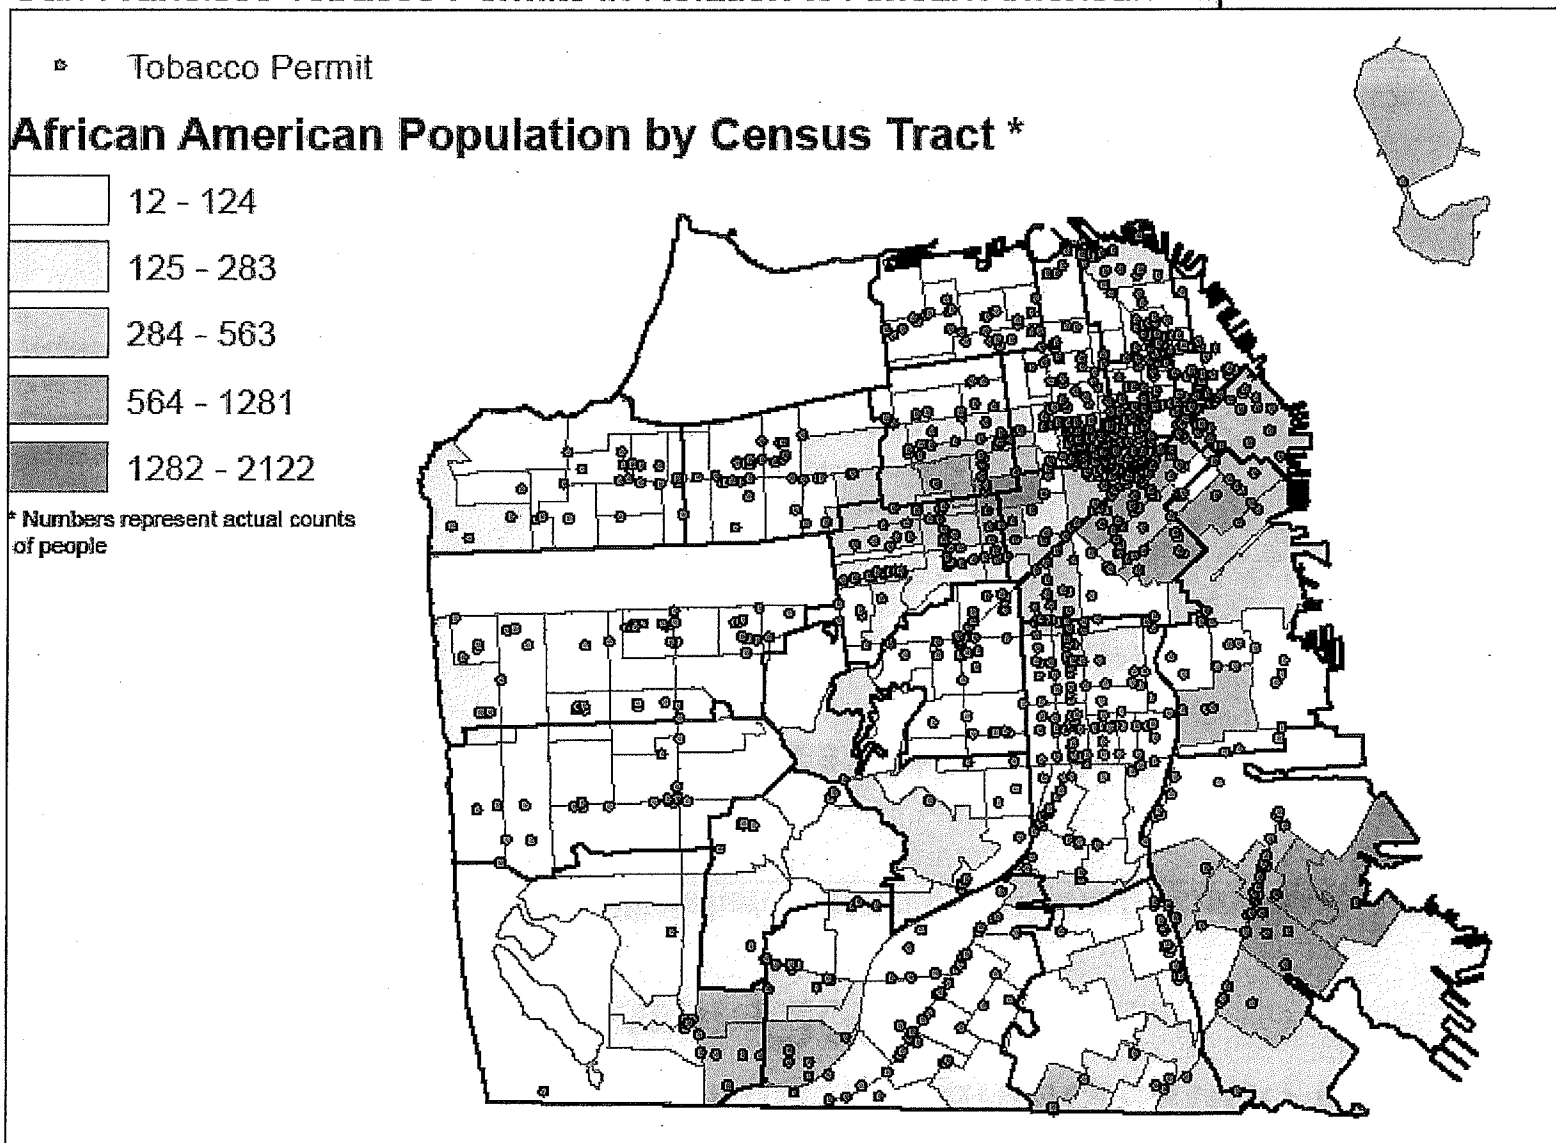 Tobacco Permit
African American Population by Census Tract *
12 - 124
125 - 283
284 - 563
564 - 1281
1282 - 2122
* Numbers represent actual counts
of people